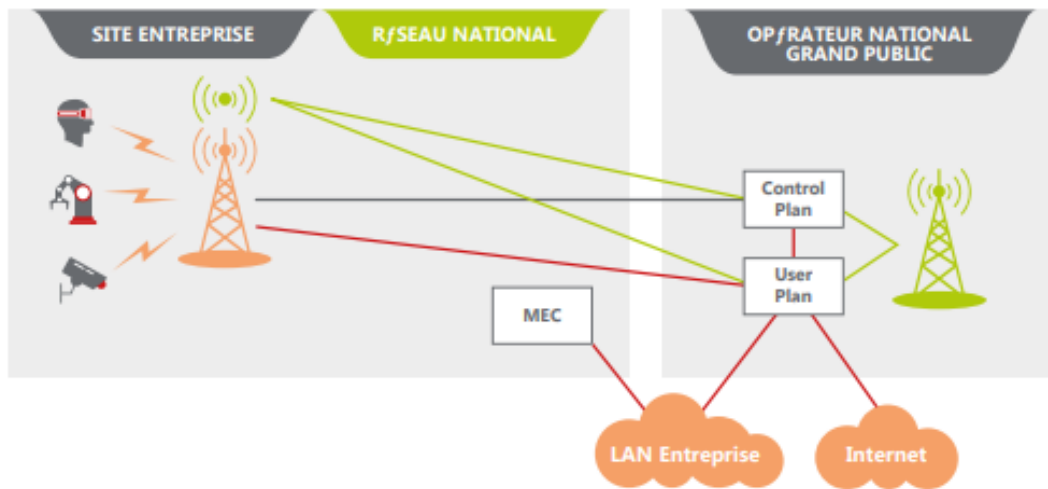 SITE ENTREPRISE
RƒSEAU NATIONAL
OPƒRATEUR NATIONAL
GRAND PUBLIC
Control
Plan
User
Plan
MEC
LAN Entreprise
Internet